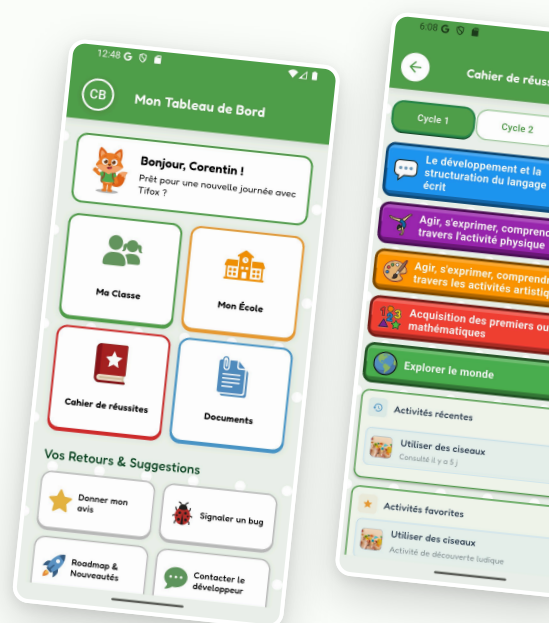 12:48
CB
Mon Tableau de Bord
Bonjour, Corentin !
Prêt pour une nouvelle journée avec
Tifox ?
Ma Classe
Mon École
Cahier de réussites
Documents
Vos Retours & Suggestions
Donner mon
avis
Signaler un bug
Roadmap &
Nouveautés
Contacter le
développeur
6:08
Cahier de réuss
Cycle 1
Cycle 2
Le développement et la
structuration du langage
écrit
Agir, s'exprimer, comprend
travers l'activité physique
Agir, s'exprimer, comprendr
travers les activités artistiq
Acquisition des premiers ou
mathématiques
Explorer le monde
Activités récentes
Utiliser des ciseaux
Consulté il y a 5 j
Activités favorites
Utiliser des ciseaux
Activité de découverte ludique